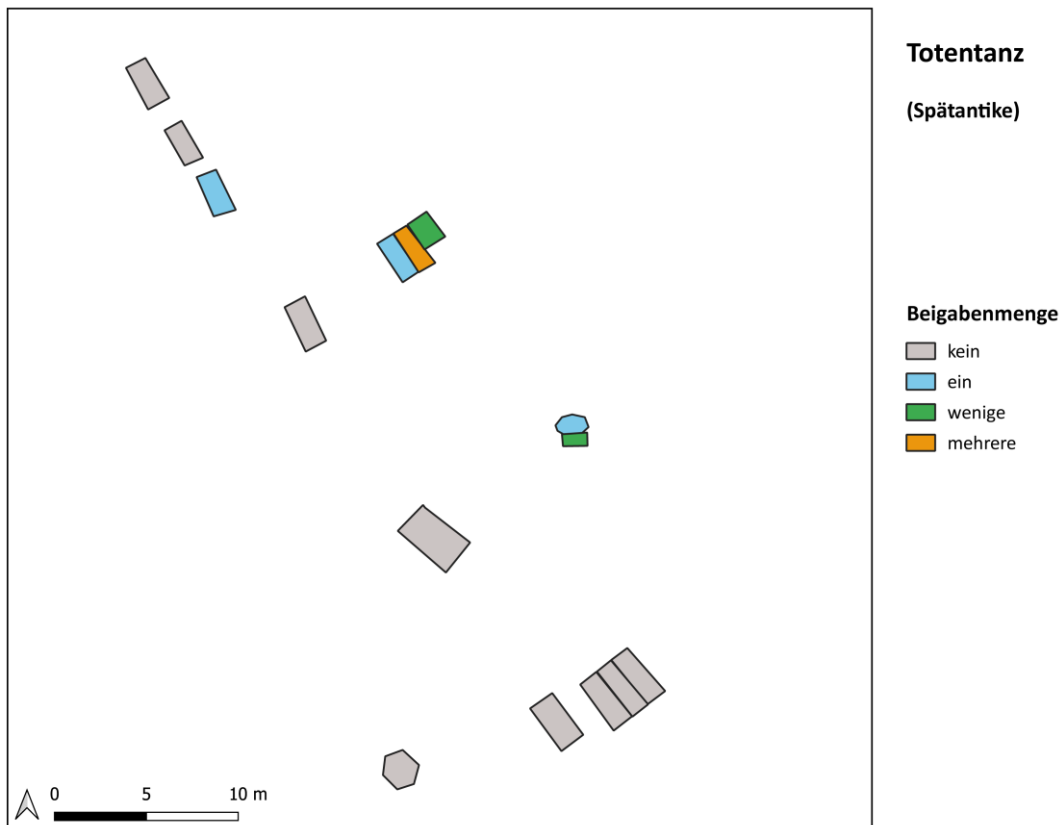 Totentanz
(Spätantike)
Beigabenmenge
kein
ein
wenige
mehrere
0 5 10 m